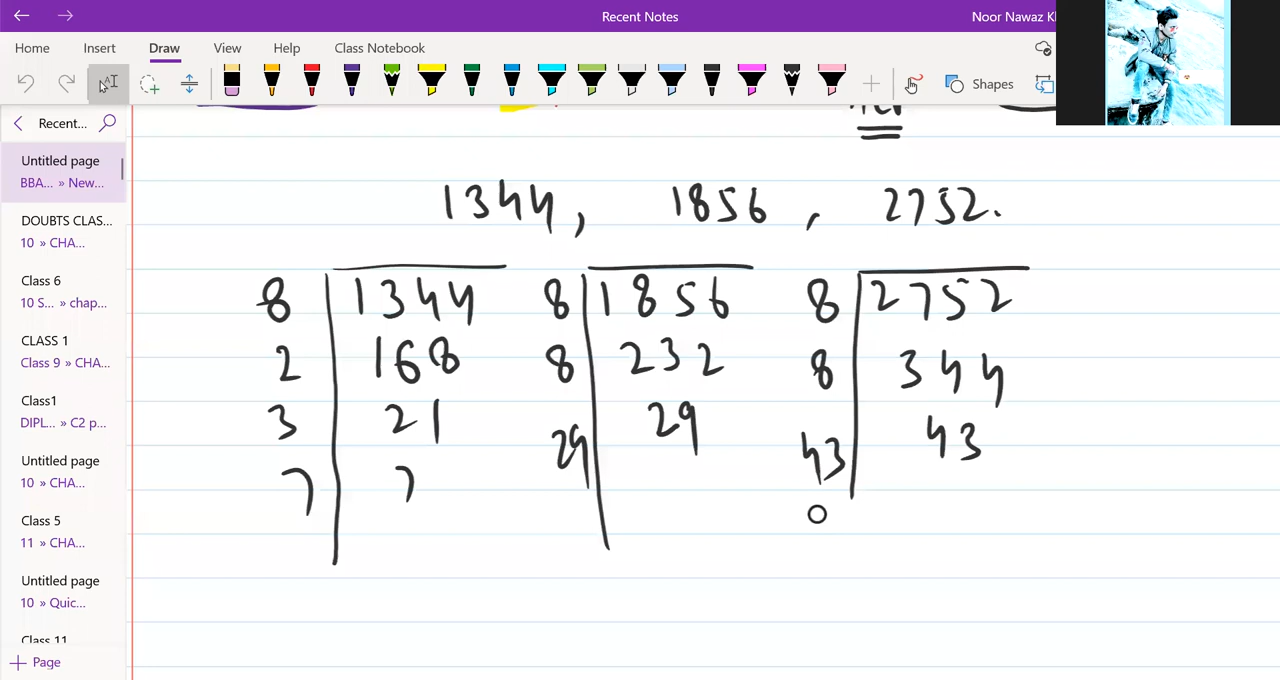 Recent Notes
Noor Nawaz
Home Insert Draw View Help Class Notebook
Shapes
Recent...
Untitled page
BBA... » New...
DOUBTS CLAS...
10 » CHA...
Class 6
10 S... » chap...
CLASS 1
Class 9 » CHA...
Class1
DIPL... » C2 p...
Untitled page
10 » CHA...
Class 5
11 » CHA...
Untitled page
10 » Quic...
Class 11
Page
1344, 1856, 2752.
8 1344 8 1856 8 2752
2 168 8 232 8 344
3 21 29 29 43 43
7 7